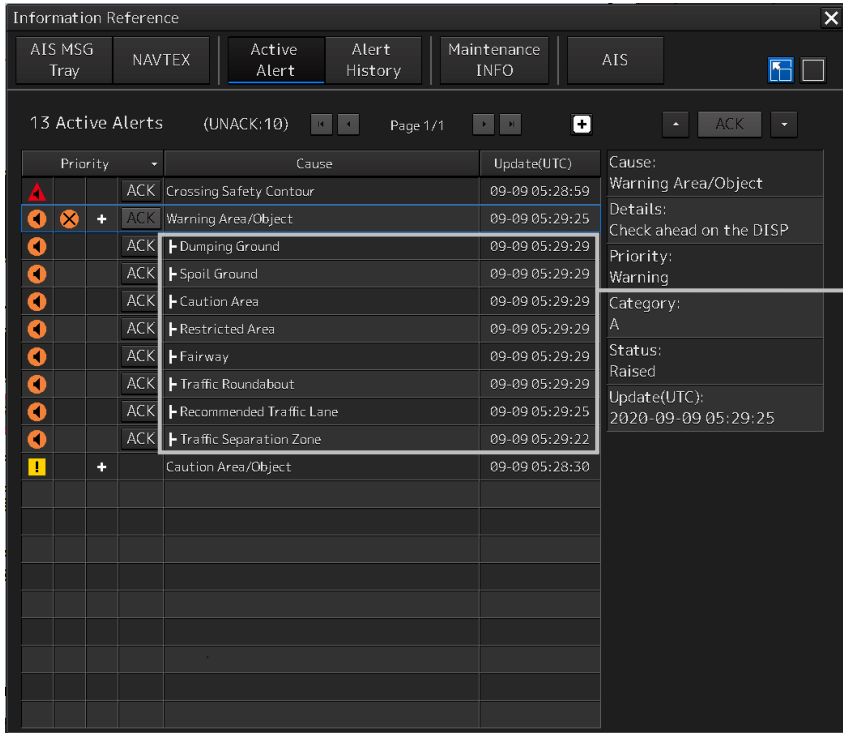 Information Reference
AIS MSG
Tray
NAVTEX
Active
Alert
Alert
History
Maintenance
INFO
AIS
13 Active Alerts (UNACK:10) Page 1/1 ACK
Priority Cause Update(UTC)
ACK Crossing Safety Contour 09-09 05:28:59
ACK Warning Area/Object 09-09 05:29:25
ACK Dumping Ground 09-09 05:29:29
ACK Spoil Ground 09-09 05:29:29
ACK Caution Area 09-09 05:29:29
ACK Restricted Area 09-09 05:29:29
ACK Fairway 09-09 05:29:29
ACK Traffic Roundabout 09-09 05:29:29
ACK Recommended Traffic Lane 09-09 05:29:25
ACK Traffic Separation Zone 09-09 05:29:22
Caution Area/Object 09-09 05:28:30
Cause:
Warning Area/Object
Details:
Check ahead on the DISP
Priority:
Warning
Category:
A
Status:
Raised
Update(UTC):
2020-09-09 05:29:25